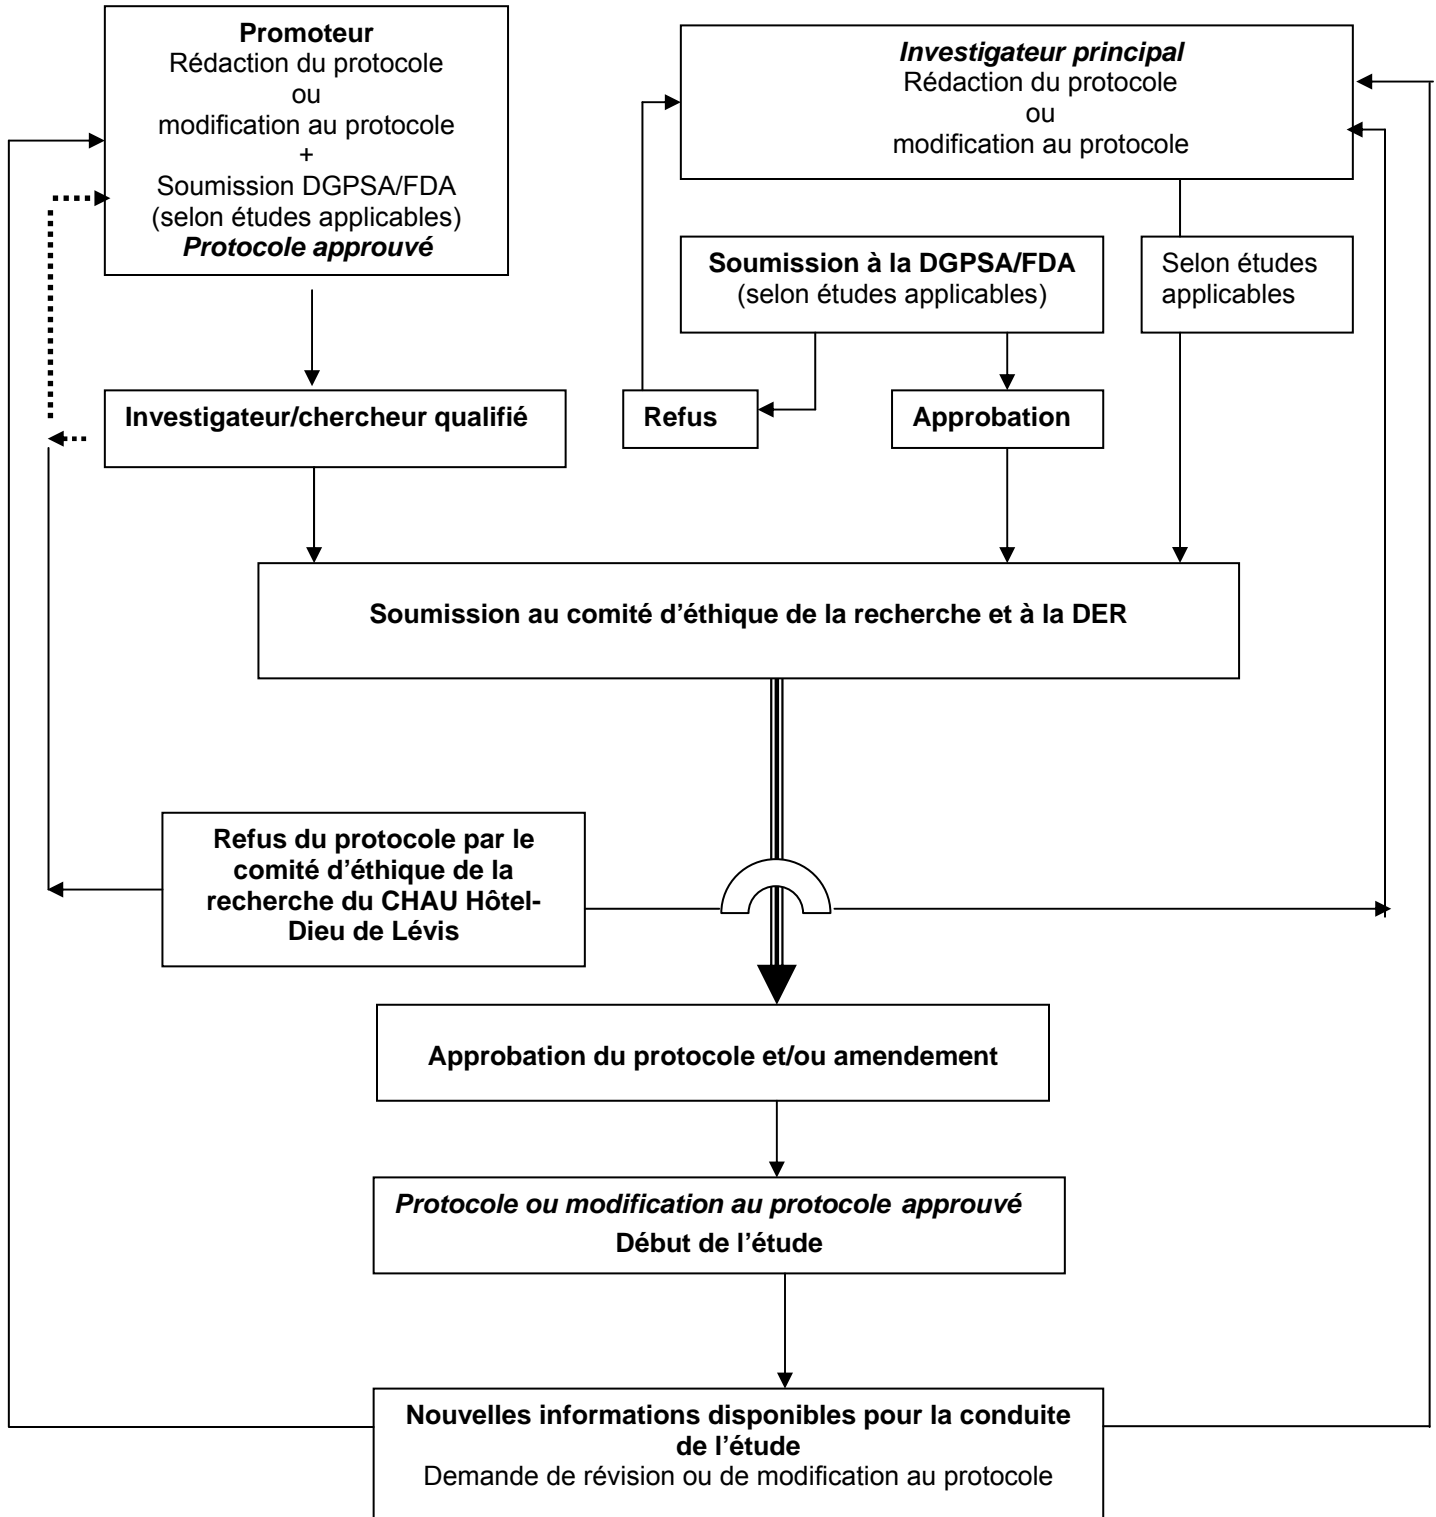 Promoteur
Rédaction du protocole
ou
modification au protocole
+
Soumission DGPSA/FDA
(selon études applicables)
Protocole approuvé
Investigateur principal
Rédaction du protocole
ou
modification au protocole
Soumission à la DGPSA/FDA
(selon études applicables)
Selon études
applicables
Investigateur/chercheur qualifié
Refus
Approbation
Soumission au comité d’éthique de la recherche et à la DER
Refus du protocole par le
comité d’éthique de la
recherche du CHAU Hôtel-
Dieu de Lévis
Approbation du protocole et/ou amendement
Protocole ou modification au protocole approuvé
Début de l’étude
Nouvelles informations disponibles pour la conduite
de l’étude
Demande de révision ou de modification au protocole